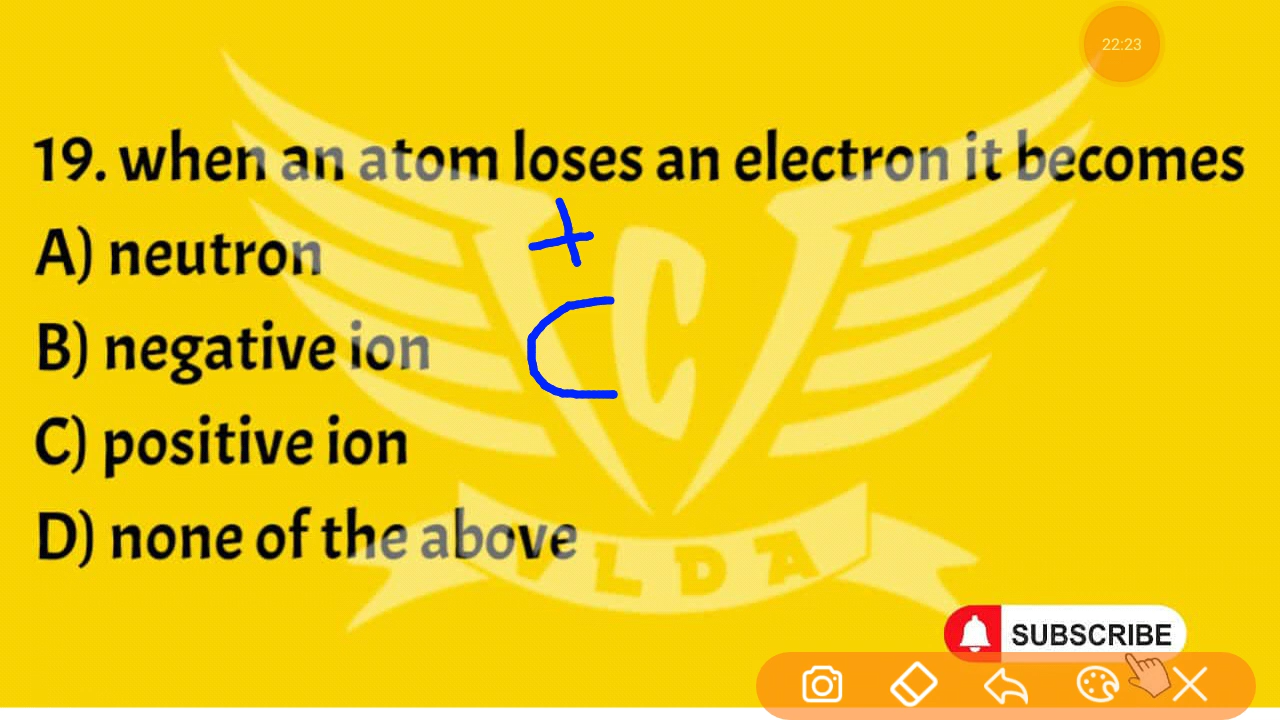 22:23
19. when an atom loses an electron it becomes
A) neutron
+
B) negative ion
C
C) positive ion
D) none of the above
C
VLDA
SUBSCRIBE